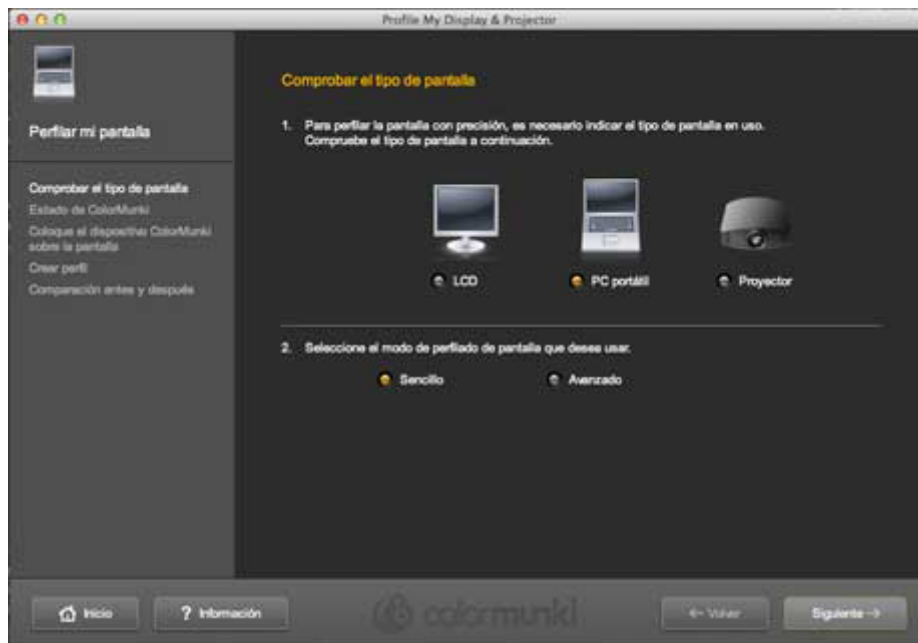 Profile My Display & Projector
Perfilar mi pantalla
Comprobar el tipo de pantalla
Estado de ColorMunki
Coloque el dispositivo ColorMunki
sobre la pantalla
Crear perfil
Comparación antes y después
Comprobar el tipo de pantalla
1. Para perfilar la pantalla con precisión, es necesario indicar el tipo de pantalla en uso.
Compruebe el tipo de pantalla a continuación.
LCD
PC portátil
Proyector
2. Seleccione el modo de perfilado de pantalla que desea usar.
Sencillo
Avanzado
Inicio
? Información
colormunki
← Volver
Siguiente →